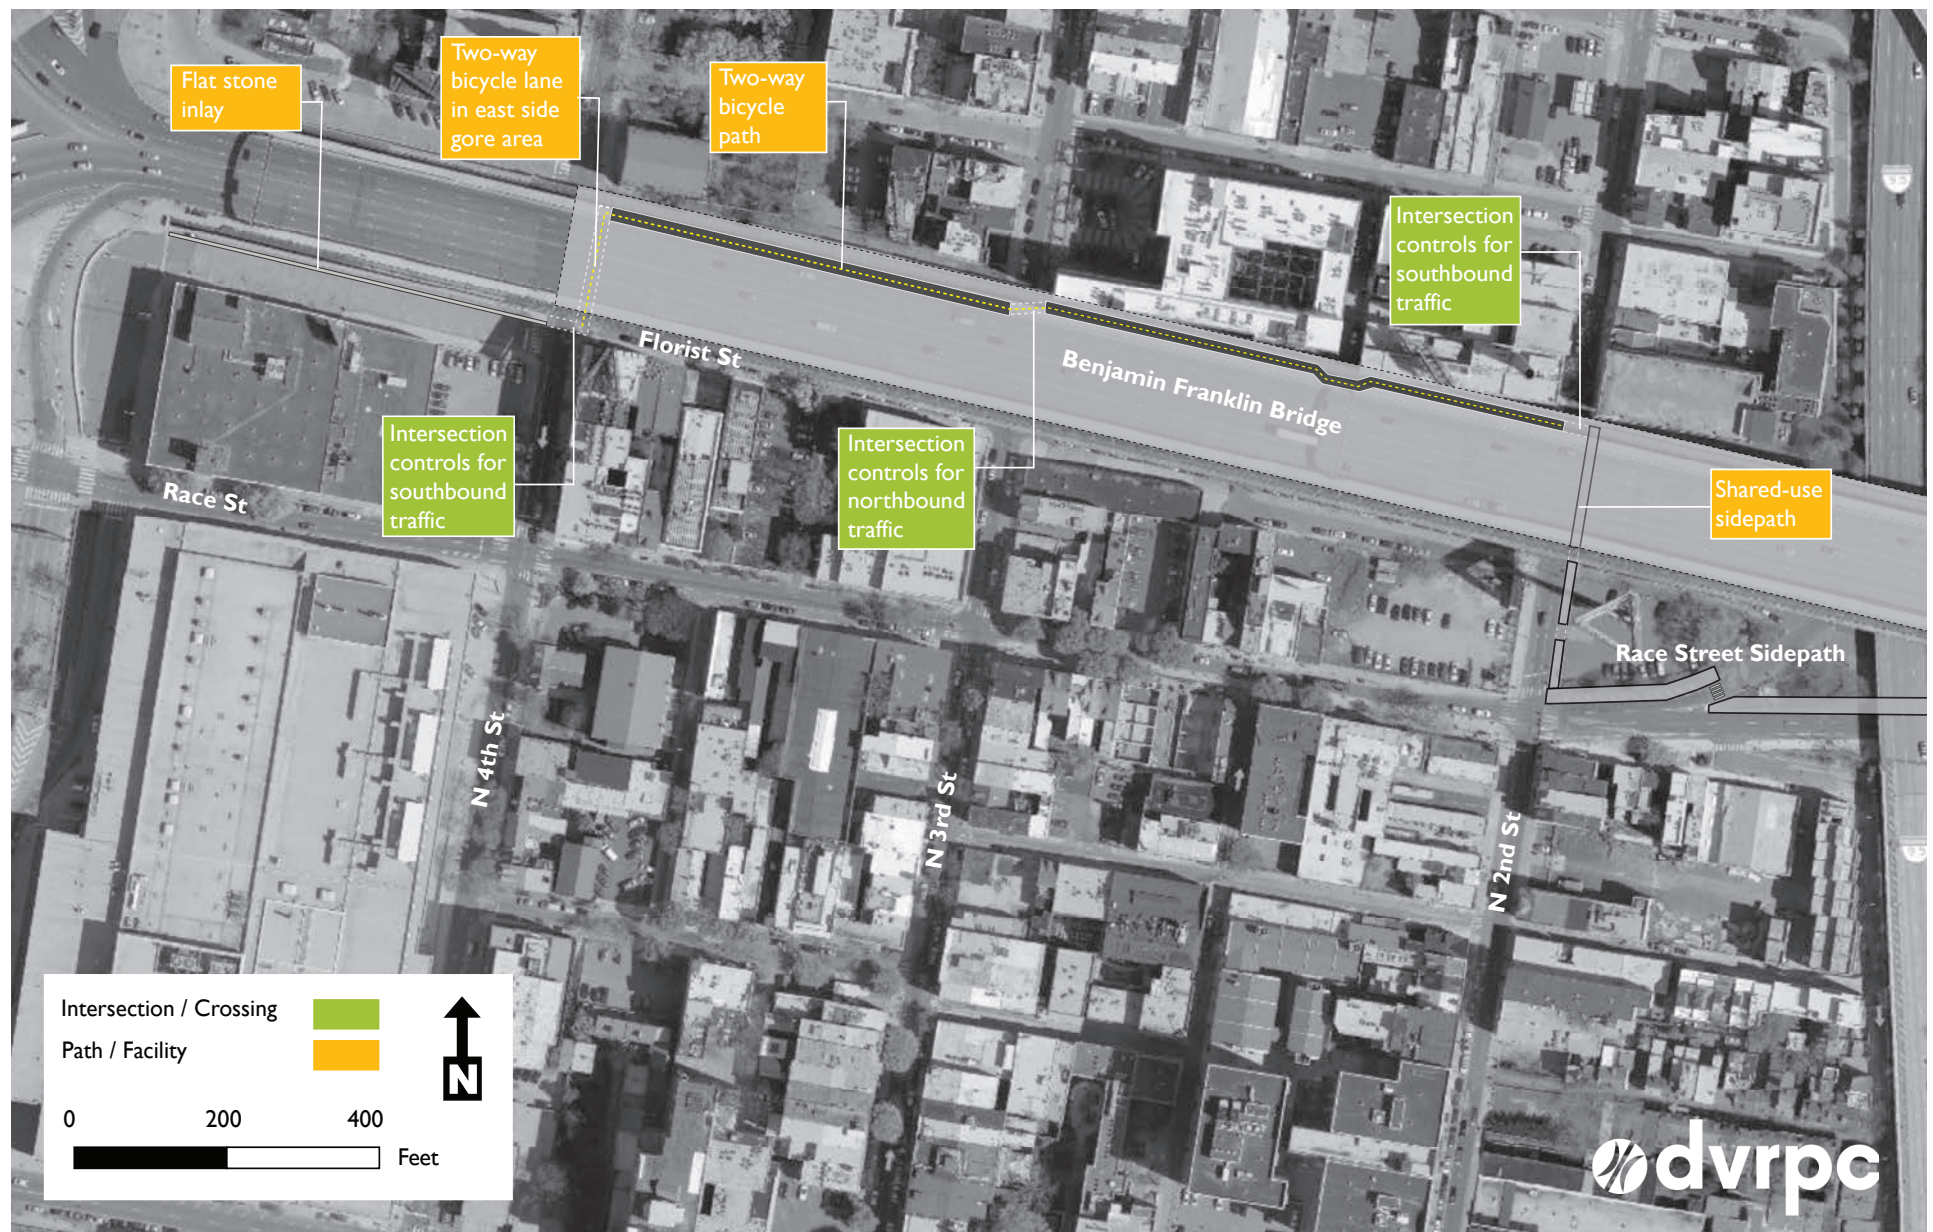 Flat stone
inlay
Two-way
bicycle lane
in east side
gore area
Two-way
bicycle
path
Intersection
controls for
southbound
traffic
Florist St
Benjamin Franklin Bridge
Intersection
controls for
southbound
traffic
Intersection
controls for
northbound
traffic
Shared-use
sidepath
Race St
Race Street Sidepath
N 4th St
N 3rd St
N 2nd St
Intersection / Crossing
Path / Facility
N
0 200 400
Feet
dvrpc